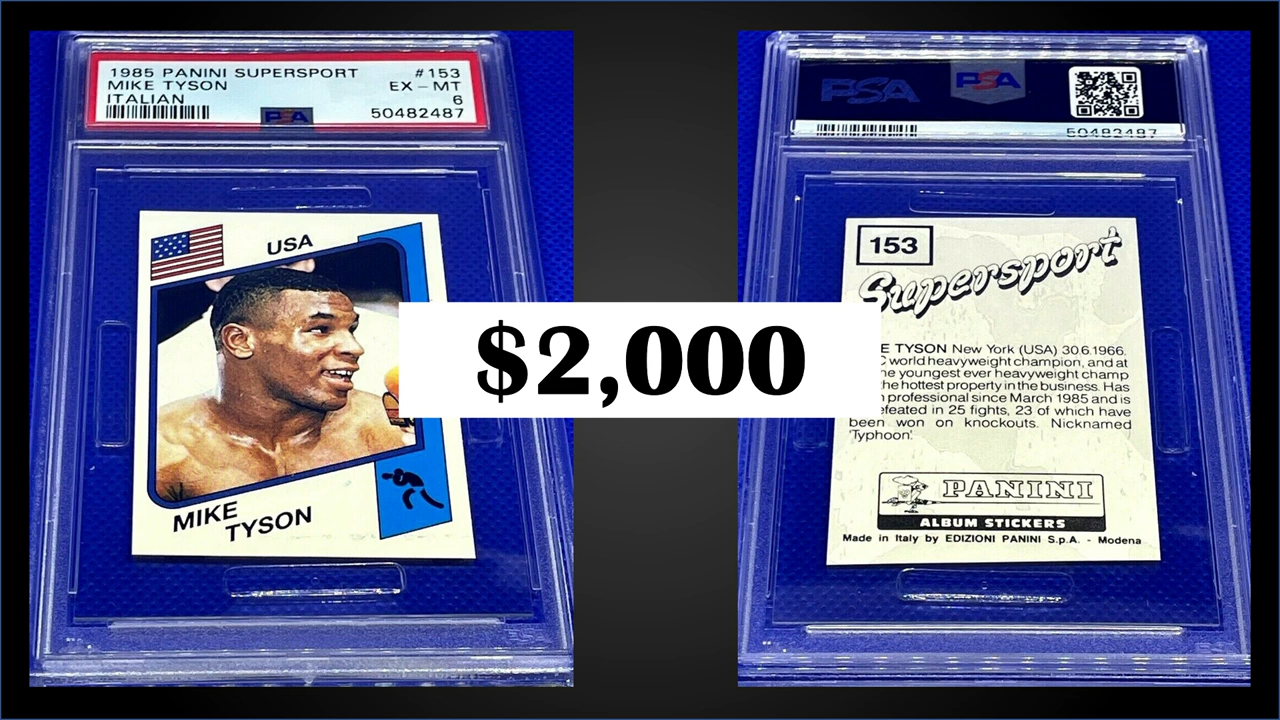 1985 PANINI SUPERSPORT #153
MIKE TYSON EX - MT
ITALIAN 6
PSA 50482487
USA
MIKE
TYSON
$2,000
PSA PSA
50482487
153
Supersport
E TYSON New York (USA) 30.6.1966.
C world heavyweight champion, and at
he youngest ever heavyweight champ
the hottest property in the business. Has
n professional since March 1985 and is
efeated in 25 fights, 23 of which have
been won on knockouts. Nicknamed
'Typhoon'.
PANINI
ALBUM STICKERS
Made in Italy by EDIZIONI PANINI S.p.A. - Modena